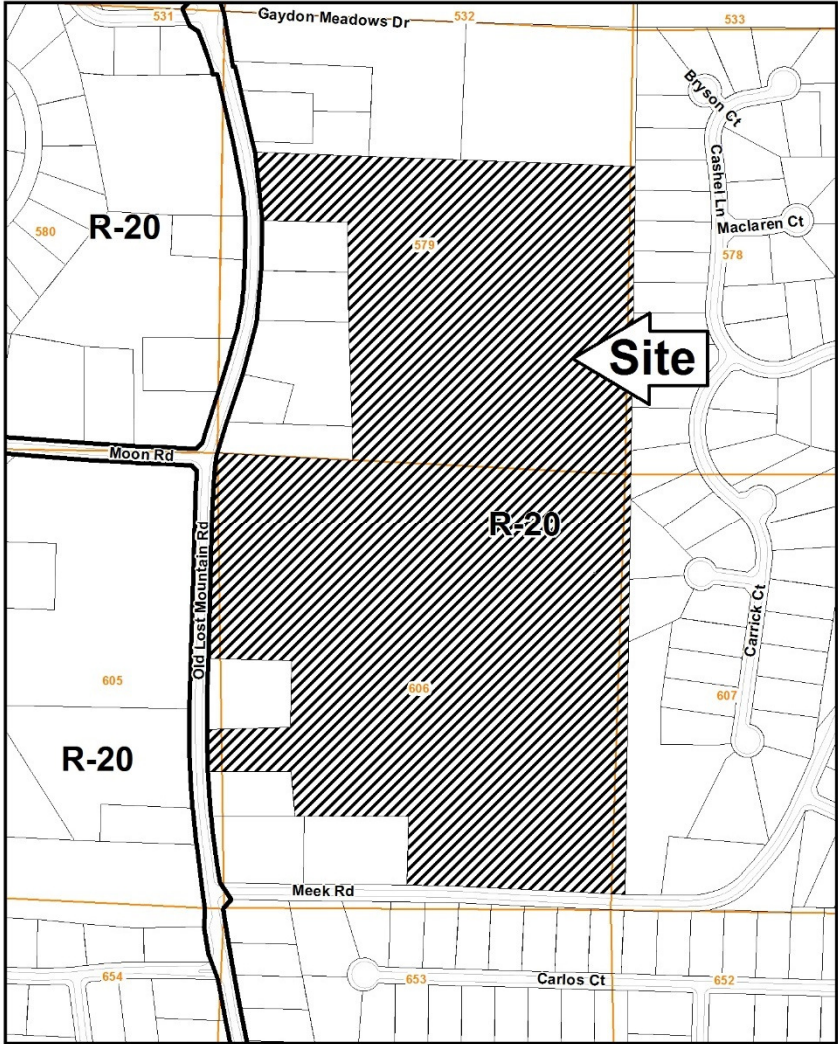 531
Gaydon Meadows Dr
532
533
Bryson Ct
Cashel Ln
Maclaren Ct
R-20
580
579
578
Site
Moon Rd
R-20
Old Lost Mountain Rd
Carrick Ct
605
606
607
R-20
Meek Rd
654
653
Carlos Ct
652